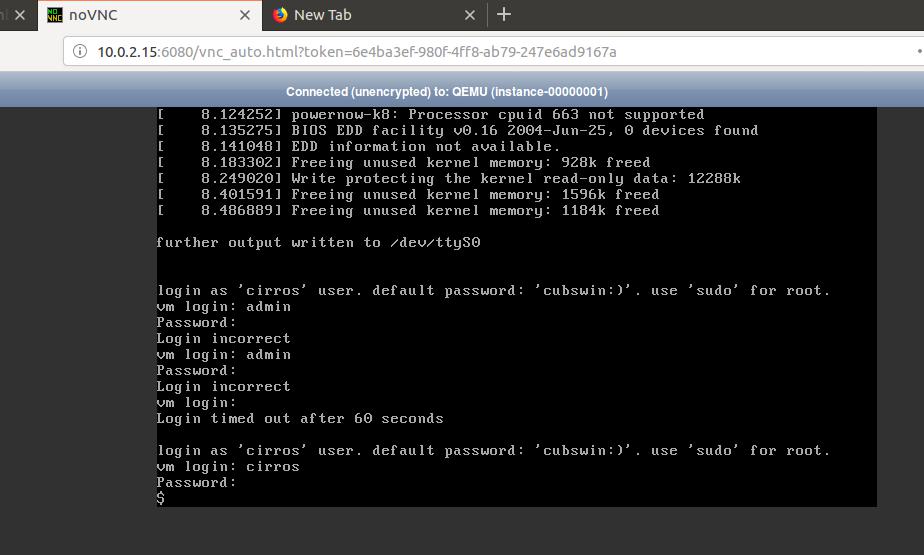 noVNC
New Tab
10.0.2.15:6080/vnc_auto.html?token=6e4ba3ef-980f-4ff8-ab79-247e6ad9167a
Connected (unencrypted) to: QEMU (instance-00000001)
[    8.124252] powernow-k8: Processor cpuid 663 not supported
[    8.135275] BIOS EDD facility v0.16 2004-Jun-25, 0 devices found
[    8.141048] EDD information not available.
[    8.183302] Freeing unused kernel memory: 928k freed
[    8.249020] Write protecting the kernel read-only data: 12288k
[    8.401591] Freeing unused kernel memory: 1596k freed
[    8.486889] Freeing unused kernel memory: 1184k freed
further output written to /dev/ttyS0
login as 'cirros' user. default password: 'cubswin:)'. use 'sudo' for root.
vm login: admin
Password:
Login incorrect
vm login: admin
Password:
Login incorrect
vm login:
Login timed out after 60 seconds
login as 'cirros' user. default password: 'cubswin:)'. use 'sudo' for root.
vm login: cirros
Password:
$